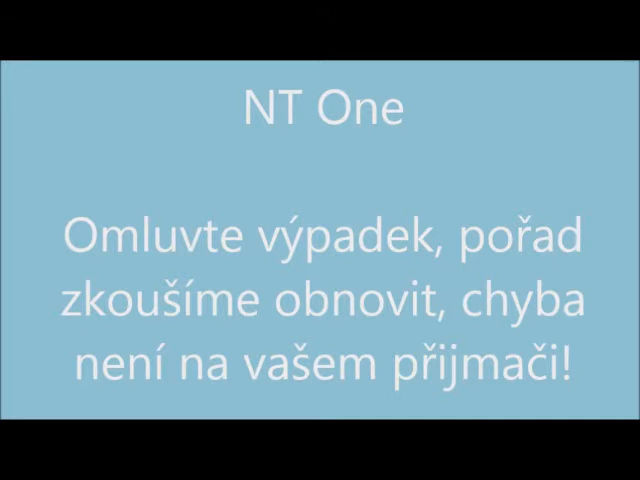 NT One
Omluvte výpadek, pořad
zkoušíme obnovit, chyba
není na vašem přijmači!